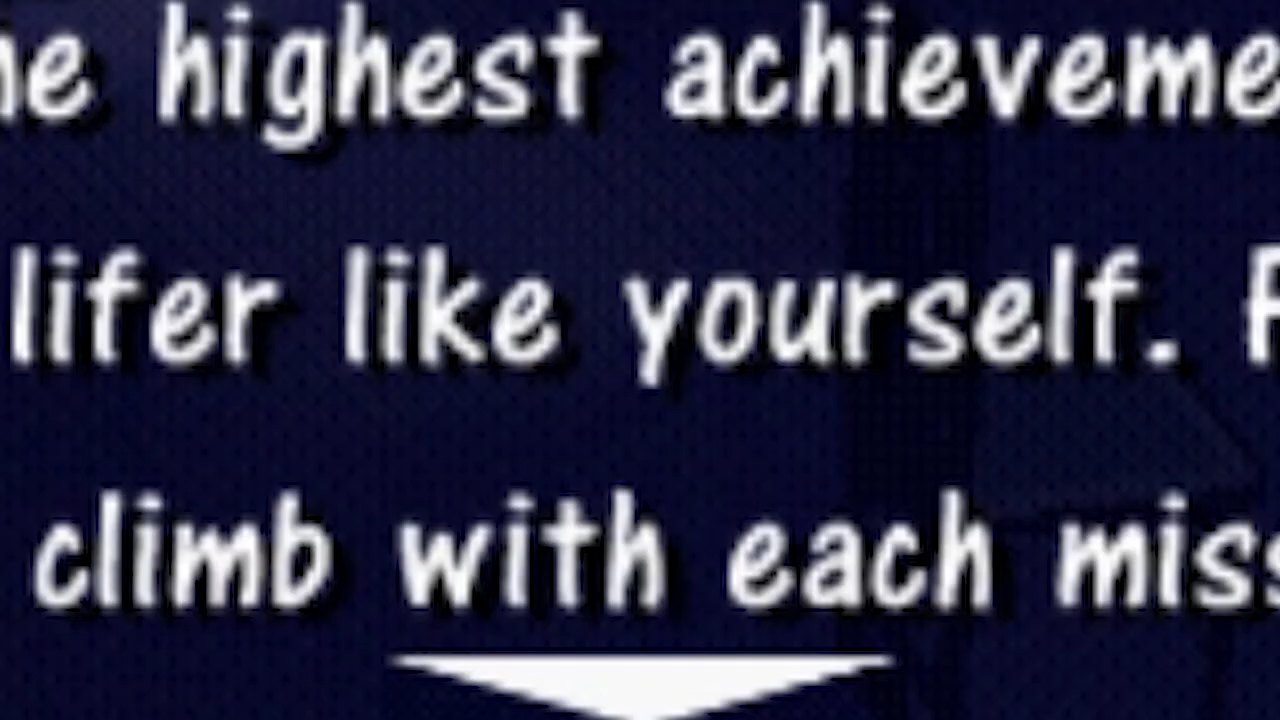 he highest achieveme
lifer like yourself.
climb with each miss